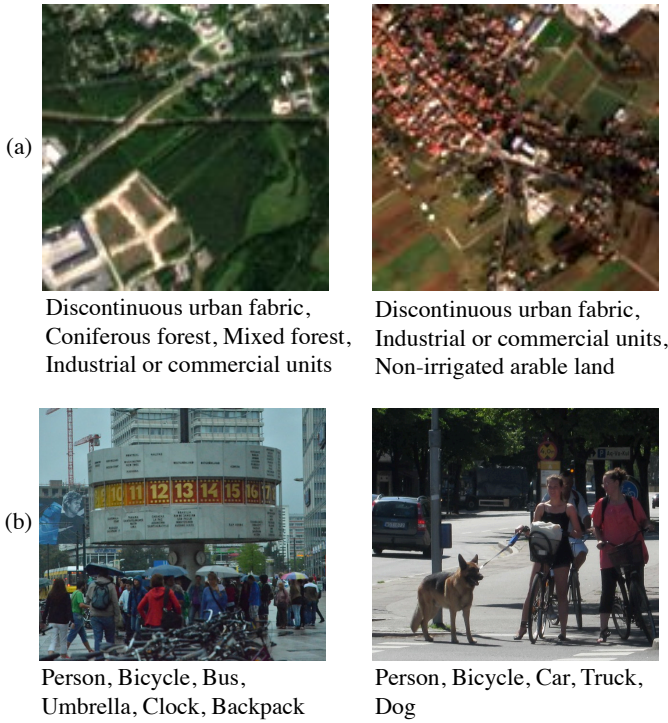 (a)
Discontinuous urban fabric,
Coniferous forest, Mixed forest,
Industrial or commercial units
Discontinuous urban fabric,
Industrial or commercial units,
Non-irrigated arable land
(b)
10 11 12 13 14 15 16 17
Person, Bicycle, Bus,
Umbrella, Clock, Backpack
Person, Bicycle, Car, Truck,
Dog